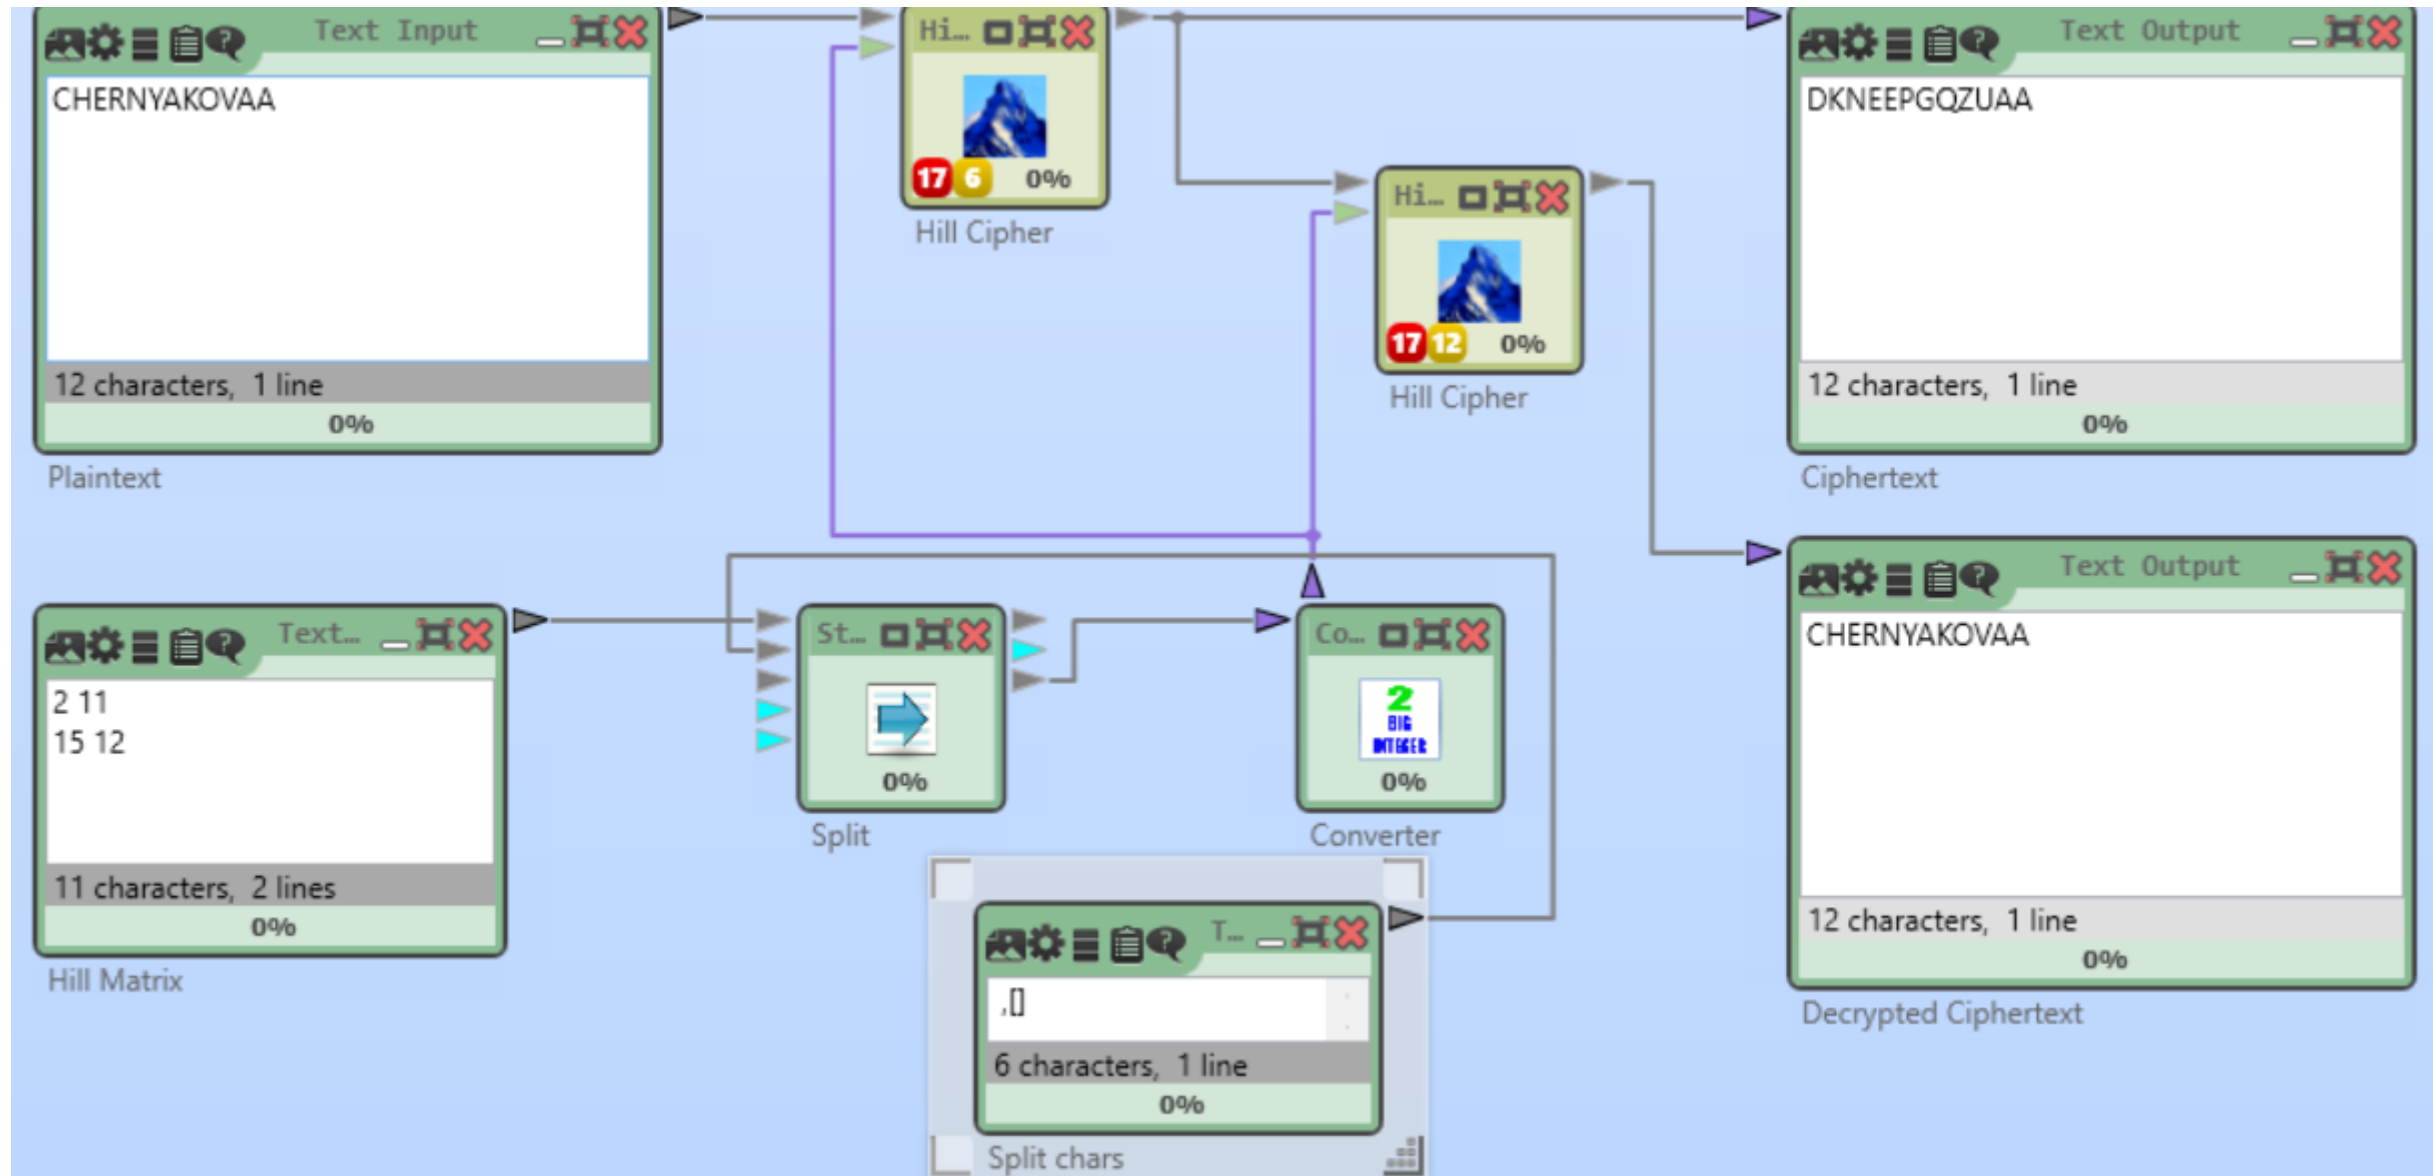 Text Input
CHERNYAKOVAA
12 characters, 1 line
0%
Plaintext
Hi...
17 6 0%
Hill Cipher
Hi...
17 12 0%
Hill Cipher
Text Output
DKNEEPGQZUAA
12 characters, 1 line
0%
Ciphertext
Text...
2 11
15 12
11 characters, 2 lines
0%
Hill Matrix
St...
0%
Split
Co...
2
BIG
INTEGER
0%
Converter
T...
,[]
6 characters, 1 line
0%
Split chars
Text Output
CHERNYAKOVAA
12 characters, 1 line
0%
Decrypted Ciphertext